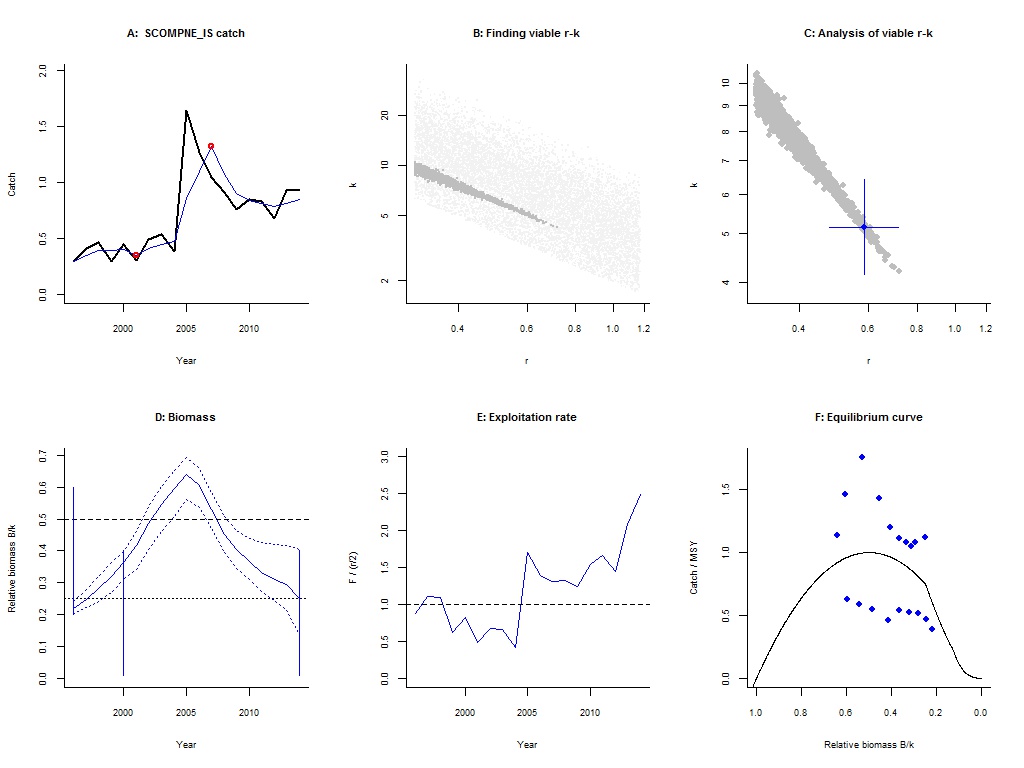 A:  SCOMPNE_IS catch
B: Finding viable r-k
C: Analysis of viable r-k
Catch
0.0 0.5 1.0 1.5 2.0
2000 2005 2010
Year
k
2 5 10 20
0.4 0.6 0.8 1.0 1.2
r
k
4 5 6 7 8 9 10
0.4 0.6 0.8 1.0 1.2
r
D: Biomass
E: Exploitation rate
F: Equilibrium curve
Relative biomass B/k
0.0 0.1 0.2 0.3 0.4 0.5 0.6 0.7
2000 2005 2010
Year
F / (r/2)
0.0 0.5 1.0 1.5 2.0 2.5 3.0
2000 2005 2010
Year
Catch / MSY
0.0 0.5 1.0 1.5
1.0 0.8 0.6 0.4 0.2 0.0
Relative biomass B/k